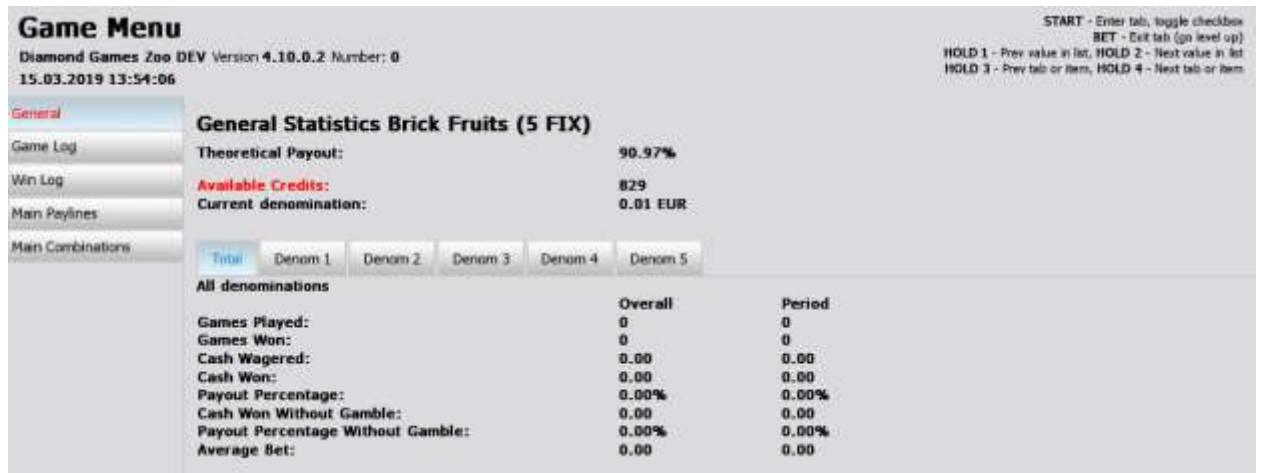 Game Menu
Diamond Games Zoo DEV Version 4.10.0.2 Number: 0
15.03.2019 13:54:06
START - Enter tab, toggle checkbox
BET - Exit tab (go level up)
HOLD 1 - Prev value in list, HOLD 2 - Next value in list
HOLD 3 - Prev tab or item, HOLD 4 - Next tab or item
General
Game Log
Win Log
Main Paylines
Main Combinations
General Statistics Brick Fruits (5 FIX)
Theoretical Payout: 90.97%
Available Credits: 829
Current denomination: 0.01 EUR
Total Denom 1 Denom 2 Denom 3 Denom 4 Denom 5
All denominations
Overall Period
Games Played: 0 0
Games Won: 0 0
Cash Wagered: 0.00 0.00
Cash Won: 0.00 0.00
Payout Percentage: 0.00% 0.00%
Cash Won Without Gamble: 0.00 0.00
Payout Percentage Without Gamble: 0.00% 0.00%
Average Bet: 0.00 0.00